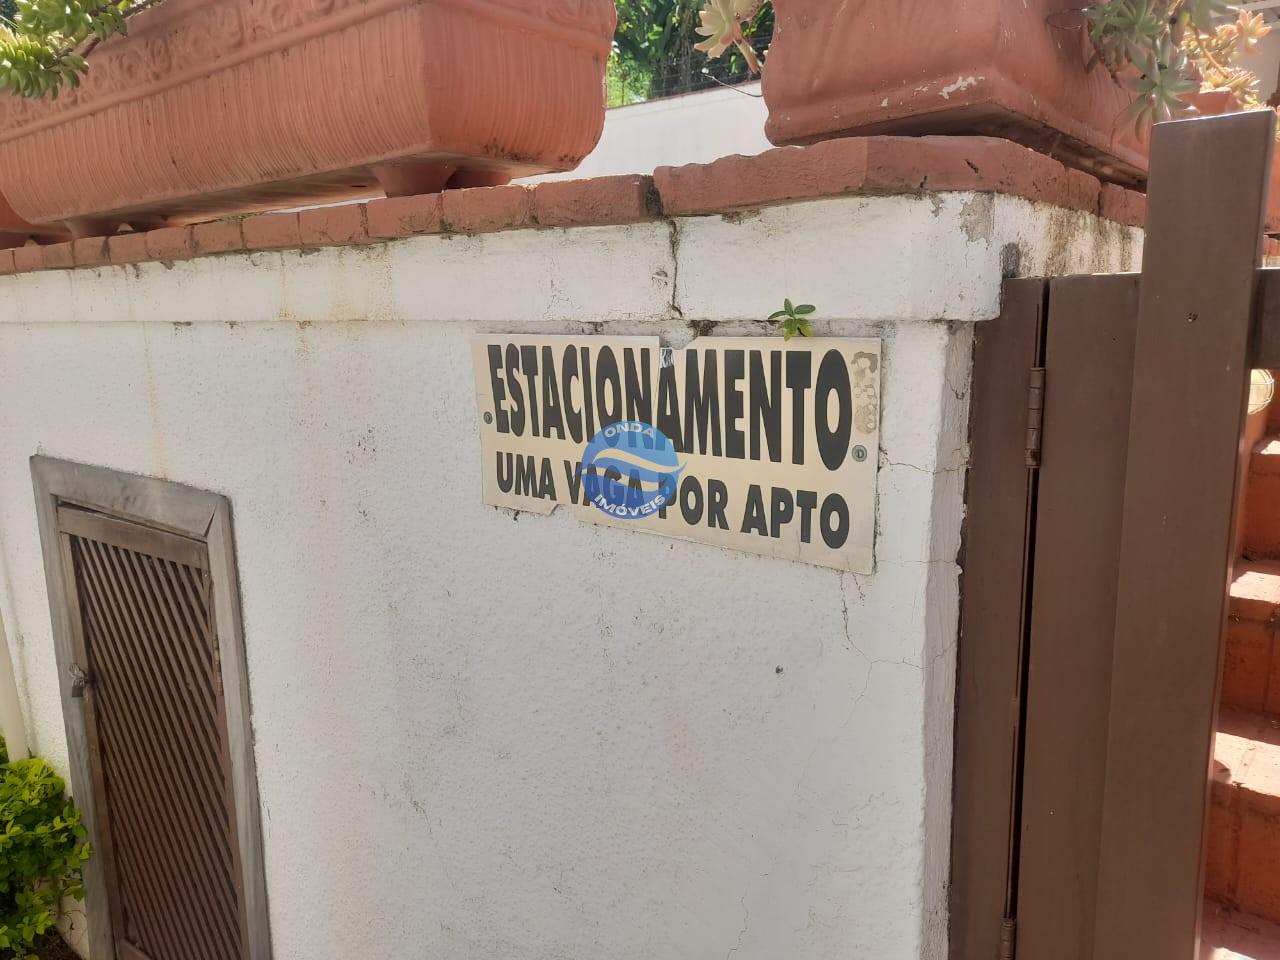 ESTACIONAMENTO
UMA VAGA POR APTO
ONDA
IMÓVEIS